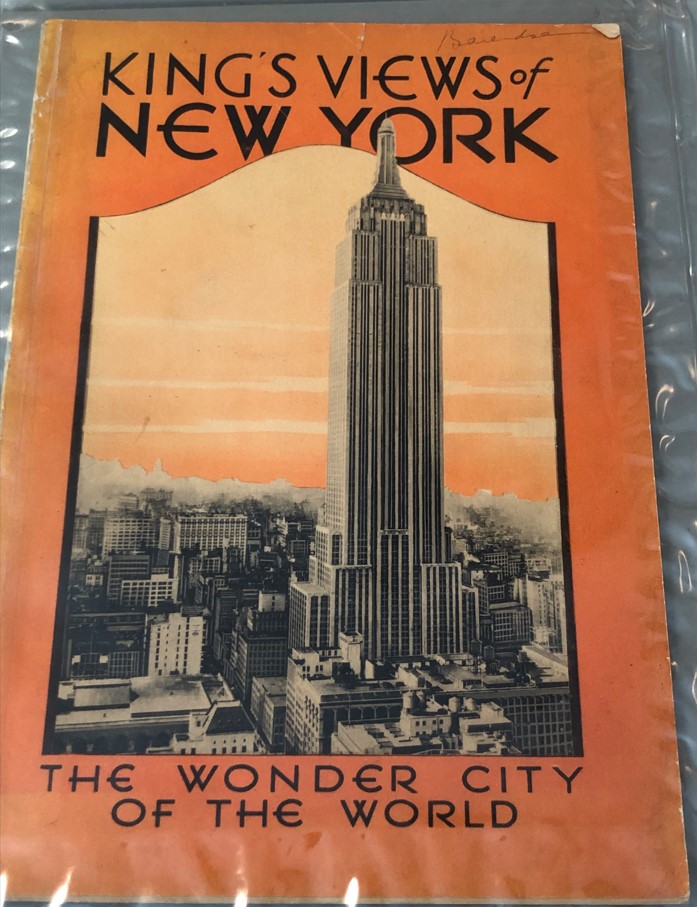 KING'S VIEWS of
NEW YORK
THE WONDER CITY
OF THE WORLD